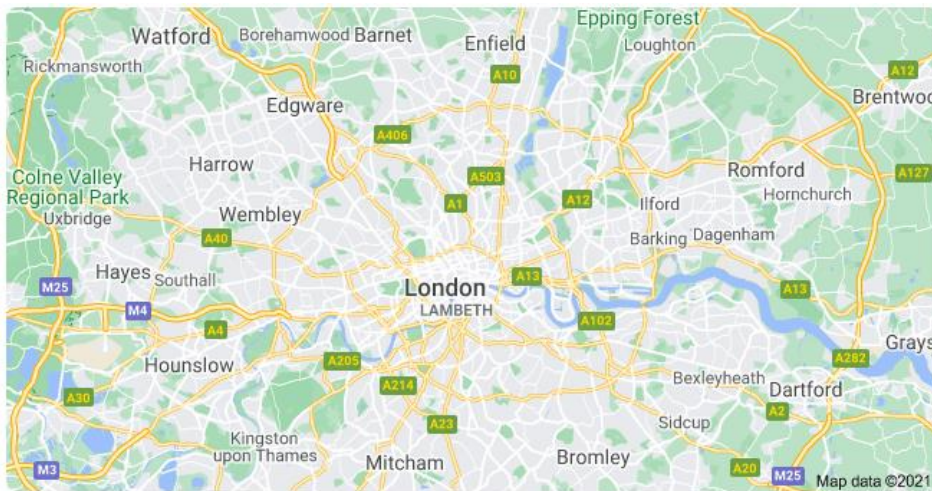 Epping Forest
Watford
Borehamwood
Barnet
Enfield
Loughton
Rickmansworth
A10
A12
Brentwoo
Edgware
A406
Harrow
A503
Romford
Colne Valley
Regional Park
A127
Hornchurch
A1
A12
Ilford
Uxbridge
Wembley
A40
Barking
Dagenham
Hayes
Southall
A13
M25
London
A13
M4
LAMBETH
A4
A102
Grays
Hounslow
A205
A282
A214
Bexleyheath
Dartford
A30
A2
A23
Sidcup
Kingston
upon Thames
Mitcham
Bromley
M3
A20
M25
Map data ©2021